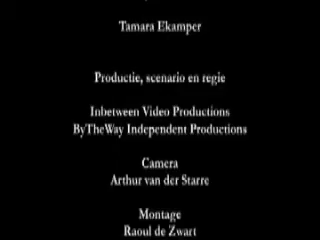 Tamara Ekamper
Productie, scenario en regie
Inbetween Video Productions
ByTheWay Independent Productions
Camera
Arthur van der Starre
Montage
Raoul de Zwart